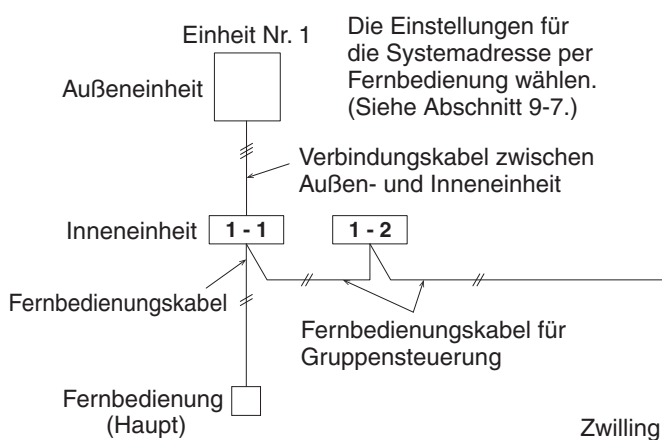 Einheit Nr. 1
Die Einstellungen für
die Systemadresse per
Fernbedienung wählen.
(Siehe Abschnitt 9-7.)
Außeneinheit
Verbindungskabel zwischen
Außen- und Inneneinheit
Inneneinheit
1 - 1
1 - 2
Fernbedienungskabel
Fernbedienungskabel für
Gruppensteuerung
Fernbedienung
(Haupt)
Zwilling